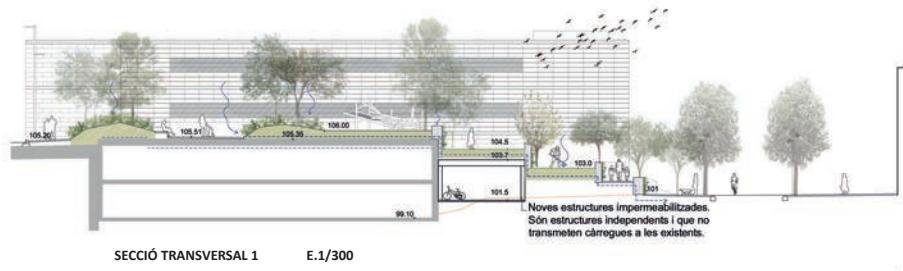 106.00
105.20
105.51
105.35
104.5
103.7
103.0
101.5
101
99.10
Noves estructures impermeabilitzades.
Són estructures independents i que no
transmeten càrregues a les existents.
SECCIÓ TRANSVERSAL 1 E.1/300